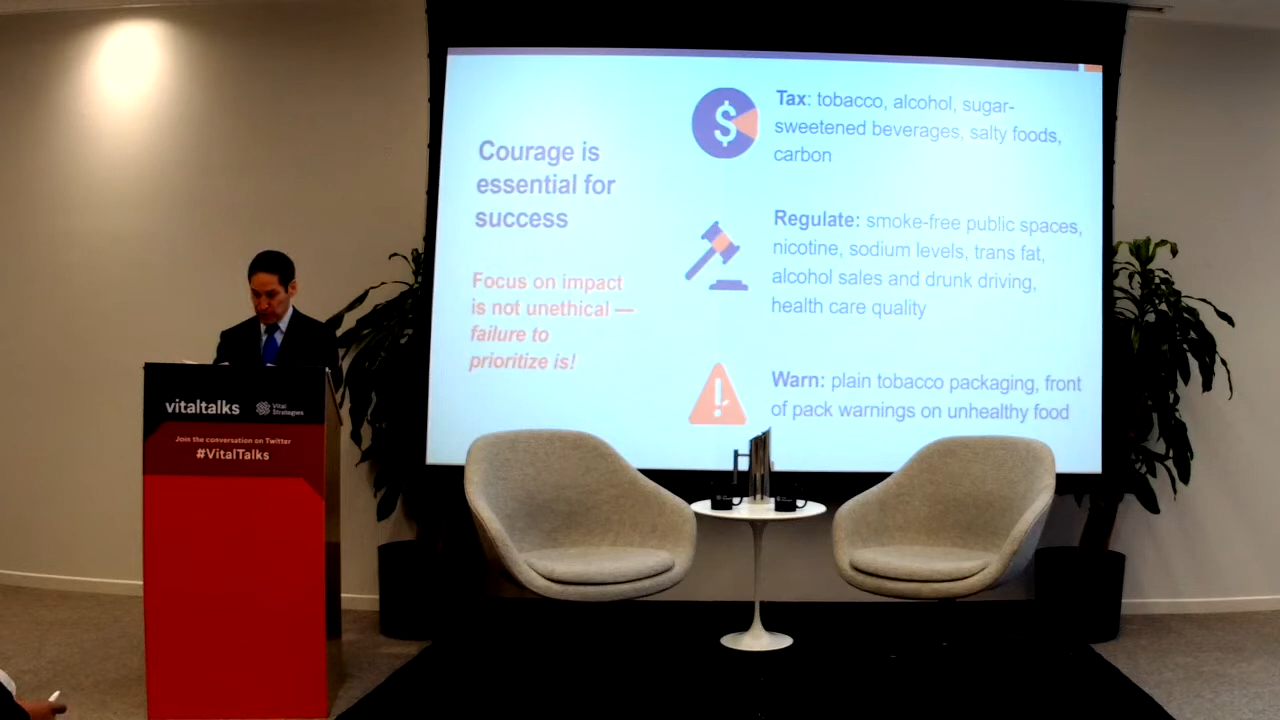 Courage is
essential for
success
Focus on impact
is not unethical —
failure to
prioritize is!
Tax: tobacco, alcohol, sugar-
sweetened beverages, salty foods,
carbon
Regulate: smoke-free public spaces,
nicotine, sodium levels, trans fat,
alcohol sales and drunk driving,
health care quality
Warn: plain tobacco packaging, front
of pack warnings on unhealthy food
vitaltalks
Vital
Strategies
Join the conversation on Twitter
#VitalTalks